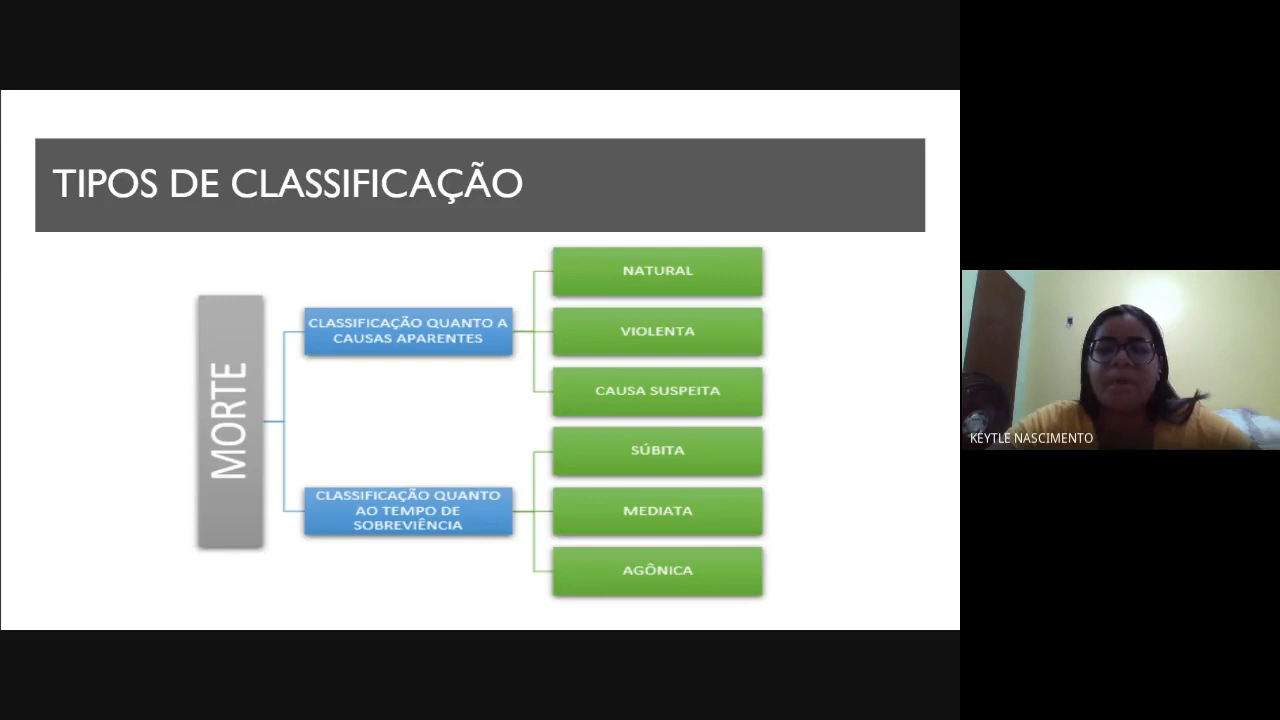 TIPOS DE CLASSIFICAÇÃO
MORTE
CLASSIFICAÇÃO QUANTO A
CAUSAS APARENTES
NATURAL
VIOLENTA
CAUSA SUSPEITA
CLASSIFICAÇÃO QUANTO
AO TEMPO DE
SOBREVIÊNCIA
SÚBITA
MEDIATA
AGÔNICA
KEYTLE NASCIMENTO